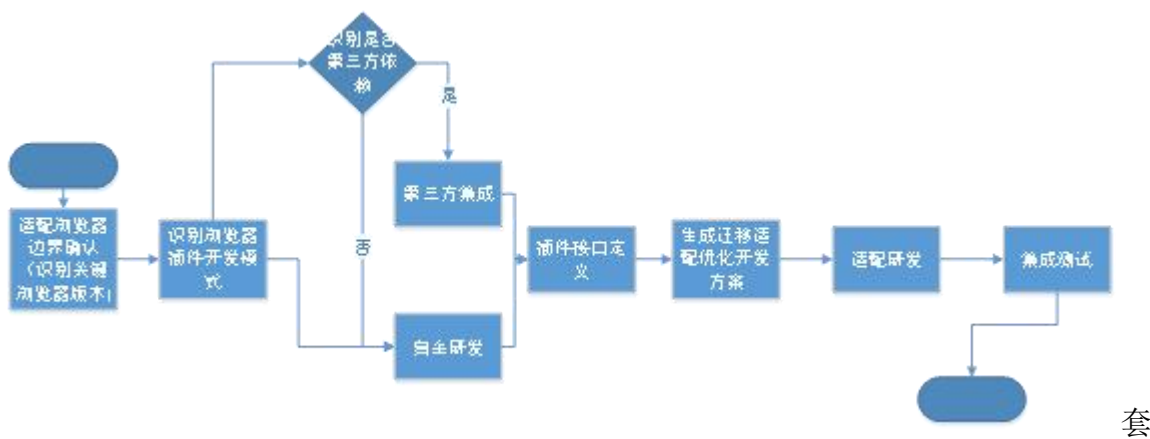 识别是否
第三方依
赖
是
第三方集成
适配浏览器
边界确认
（识别关键
浏览器版本）
识别浏览器
插件开发模
式
否
自主研发
插件接口定
义
生成迁移适
配优化开发
方案
适配研发
集成测试
套